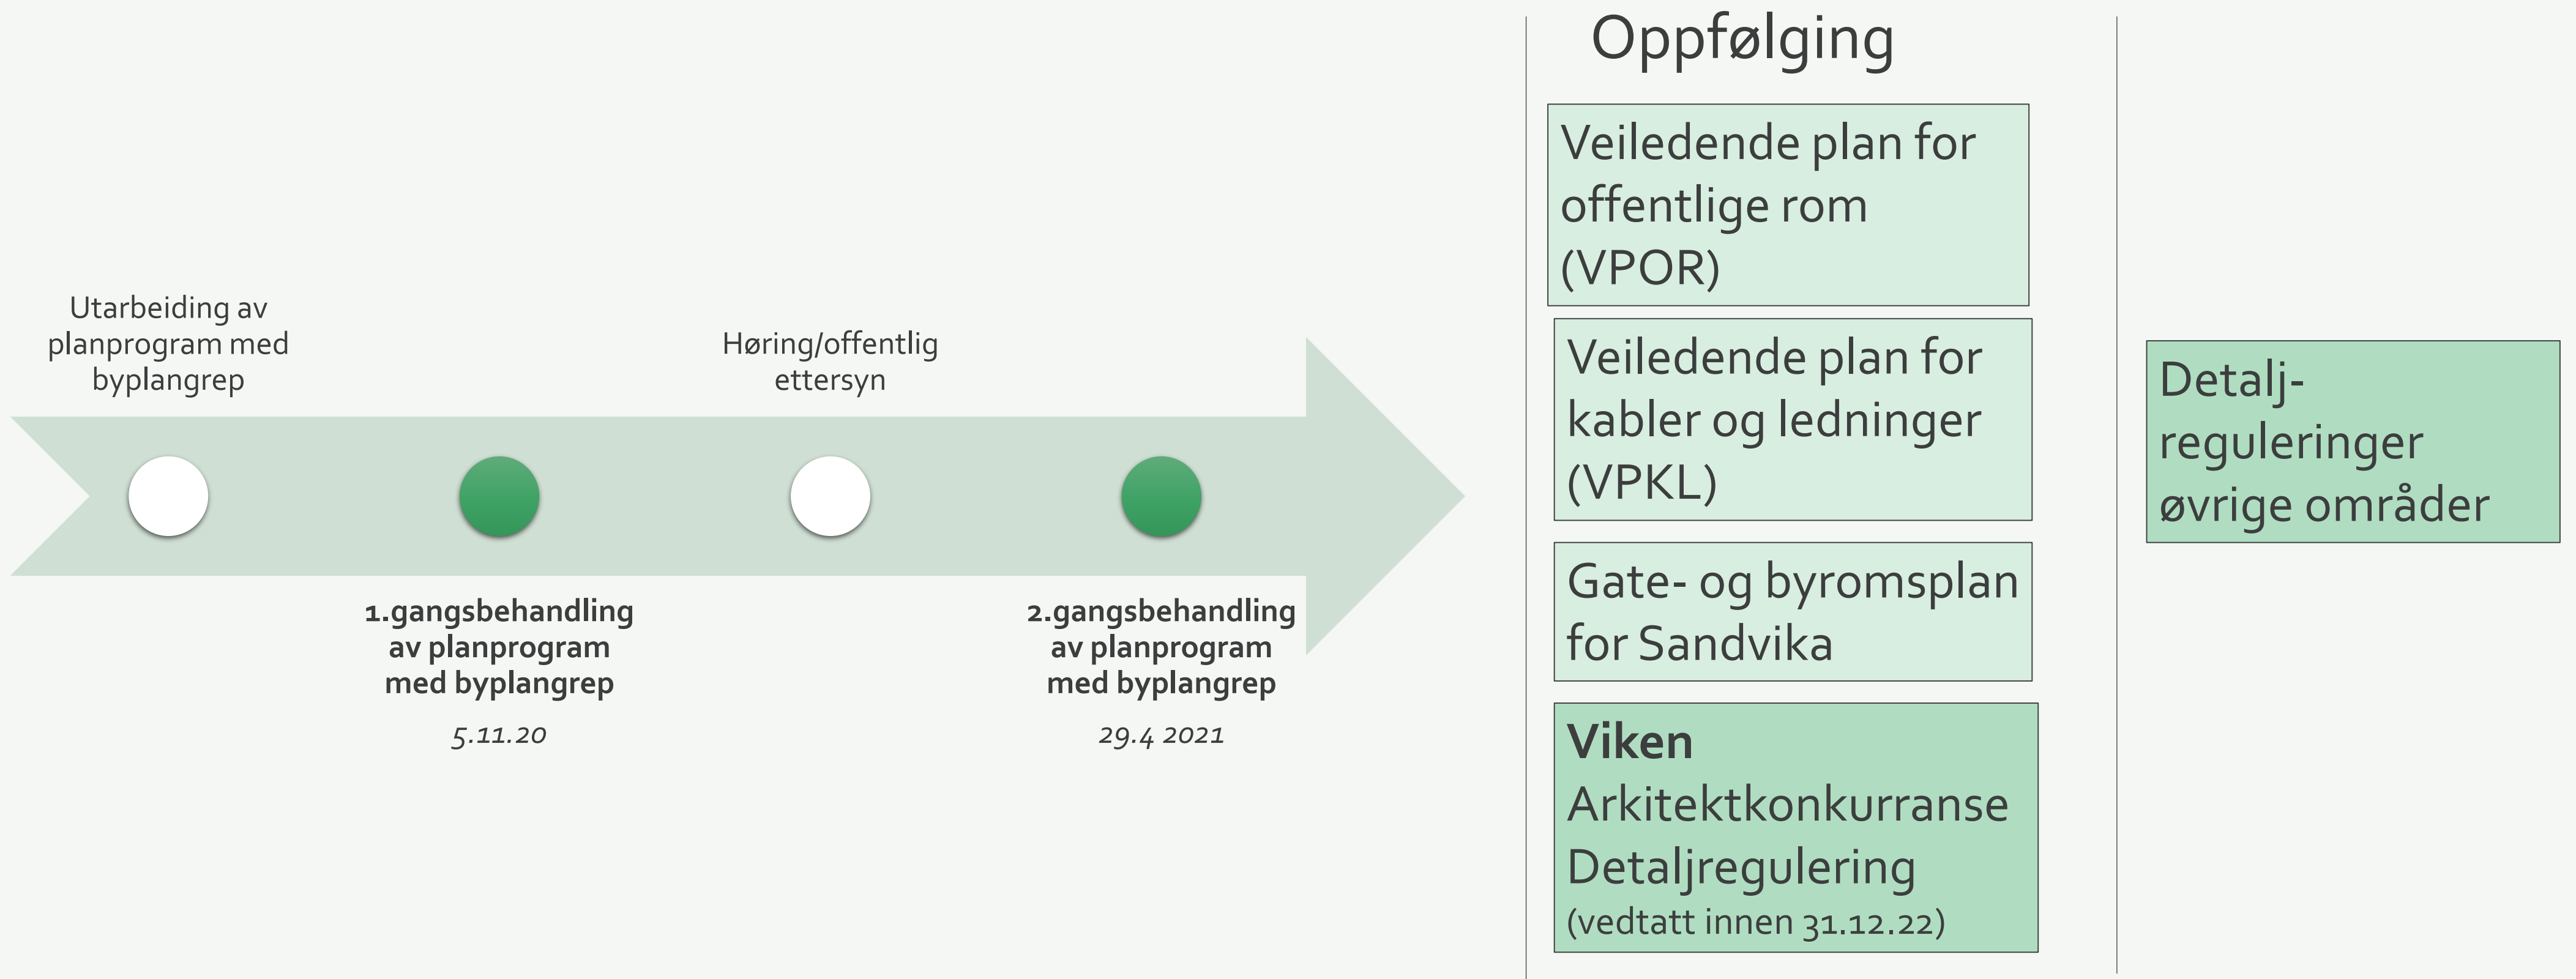 Utarbeiding av
planprogram med
byplangrep
1.gangsbehandling
av planprogram
med byplangrep
5.11.20
Høring/offentlig
ettersyn
2.gangsbehandling
av planprogram
med byplangrep
29.4 2021
Oppfølging
Veiledende plan for
offentlige rom
(VPOR)
Veiledende plan for
kabler og ledninger
(VPKL)
Gate- og byromsplan
for Sandvika
Viken
Arkitektkonkurranse
Detaljregulering
(vedtatt innen 31.12.22)
Detalj-
reguleringer
øvrige områder